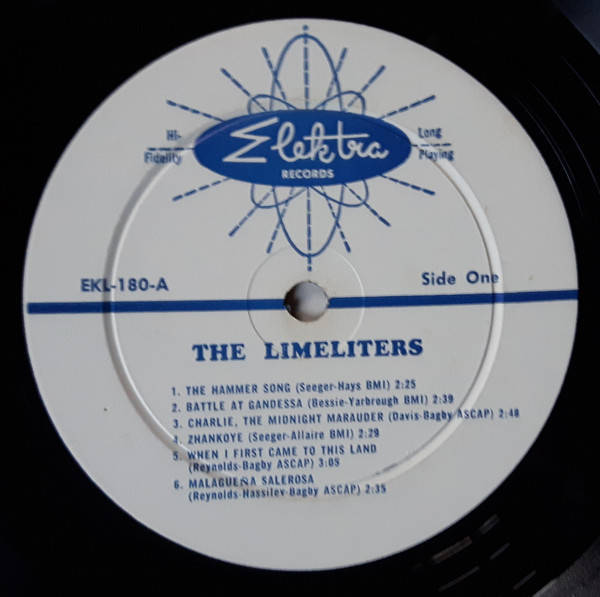 Elektra
RECORDS
Hi-
Fidelity
Long
Playing
EKL-180-A
Side One
THE LIMELITERS
1. THE HAMMER SONG (Seeger-Hays BMI) 2:25
2. BATTLE AT GANDESSA (Bessie-Yarbrough BMI) 2:39
3. CHARLIE, THE MIDNIGHT MARAUDER (Davis-Bagby ASCAP) 2:48
4. ZHANKOYE (Seeger-Allaire BMI) 2:29
5. WHEN I FIRST CAME TO THIS LAND
(Reynolds-Bagby ASCAP) 3:05
6. MALAGUEÑA SALEROSA
(Reynolds-Hassilev-Bagby ASCAP) 2:35